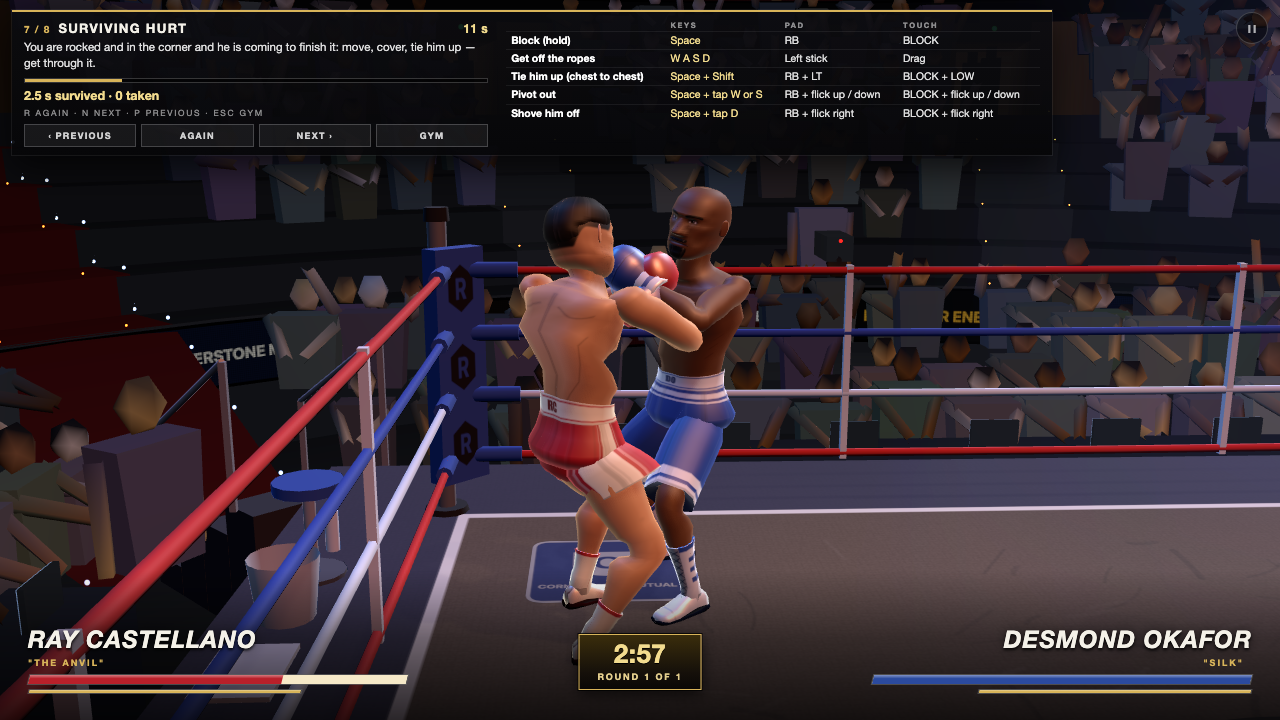 7 / 8 SURVIVING HURT 11 s
You are rocked and in the corner and he is coming to finish it: move, cover, tie him up —
get through it.
2.5 s survived · 0 taken
R AGAIN · N NEXT · P PREVIOUS · ESC GYM
‹ PREVIOUS AGAIN NEXT › GYM
KEYS PAD TOUCH
Block (hold) Space RB BLOCK
Get off the ropes W A S D Left stick Drag
Tie him up (chest to chest) Space + Shift RB + LT BLOCK + LOW
Pivot out Space + tap W or S RB + flick up / down BLOCK + flick up / down
Shove him off Space + tap D RB + flick right BLOCK + flick right
R
R
R
R ENE
ERSTONE M
DO
RC
RAY CASTELLANO
"THE ANVIL"
2:57
ROUND 1 OF 1
DESMOND OKAFOR
"SILK"